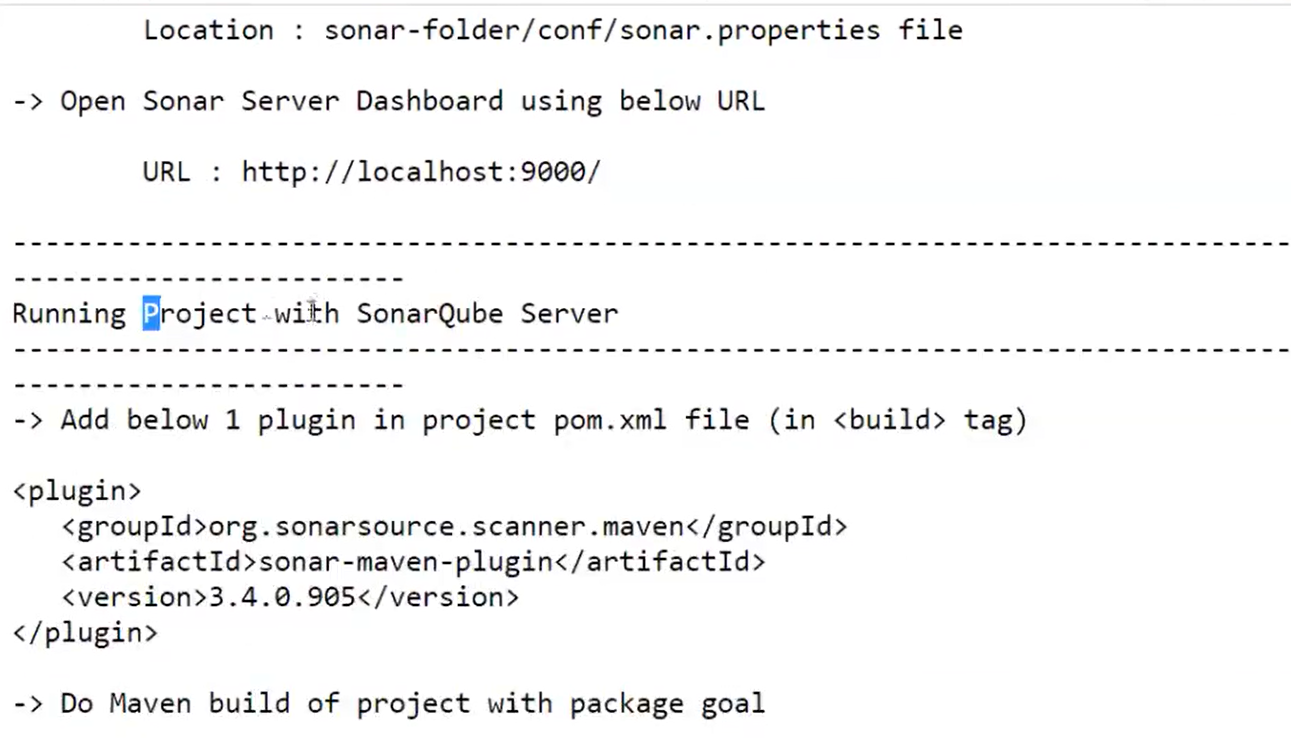 Location : sonar-folder/conf/sonar.properties file
-> Open Sonar Server Dashboard using below URL
URL : http://localhost:9000/
--------------------------------------------------------------------------------
------------------------
Running Project with SonarQube Server
--------------------------------------------------------------------------------
------------------------
-> Add below 1 plugin in project pom.xml file (in <build> tag)
<plugin>
<groupId>org.sonarsource.scanner.maven</groupId>
<artifactId>sonar-maven-plugin</artifactId>
<version>3.4.0.905</version>
</plugin>
-> Do Maven build of project with package goal